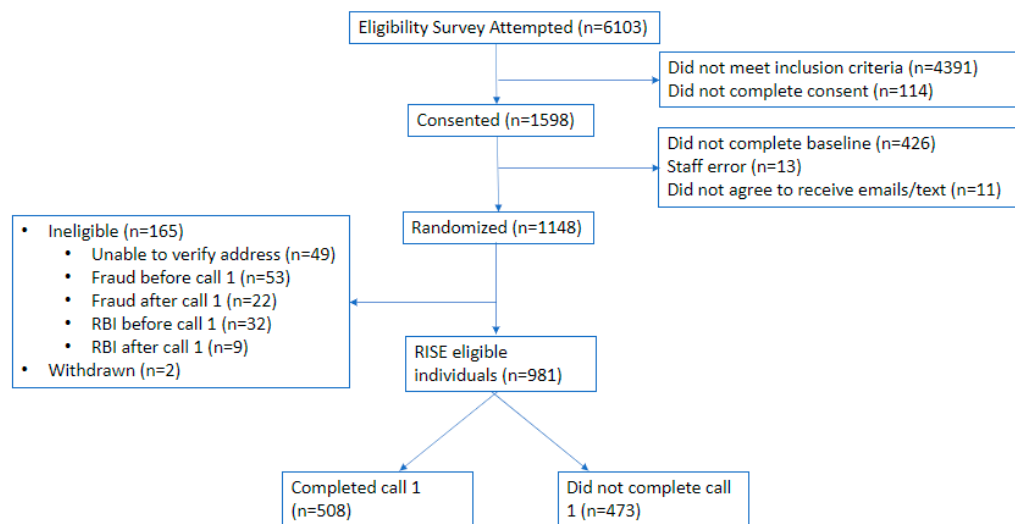 Eligibility Survey Attempted (n=6103)
Did not meet inclusion criteria (n=4391)
Did not complete consent (n=114)
Consented (n=1598)
Did not complete baseline (n=426)
Staff error (n=13)
Did not agree to receive emails/text (n=11)
Randomized (n=1148)
• Ineligible (n=165)
• Unable to verify address (n=49)
• Fraud before call 1 (n=53)
• Fraud after call 1 (n=22)
• RBI before call 1 (n=32)
• RBI after call 1 (n=9)
• Withdrawn (n=2)
RISE eligible
individuals (n=981)
Completed call 1
(n=508)
Did not complete call
1 (n=473)